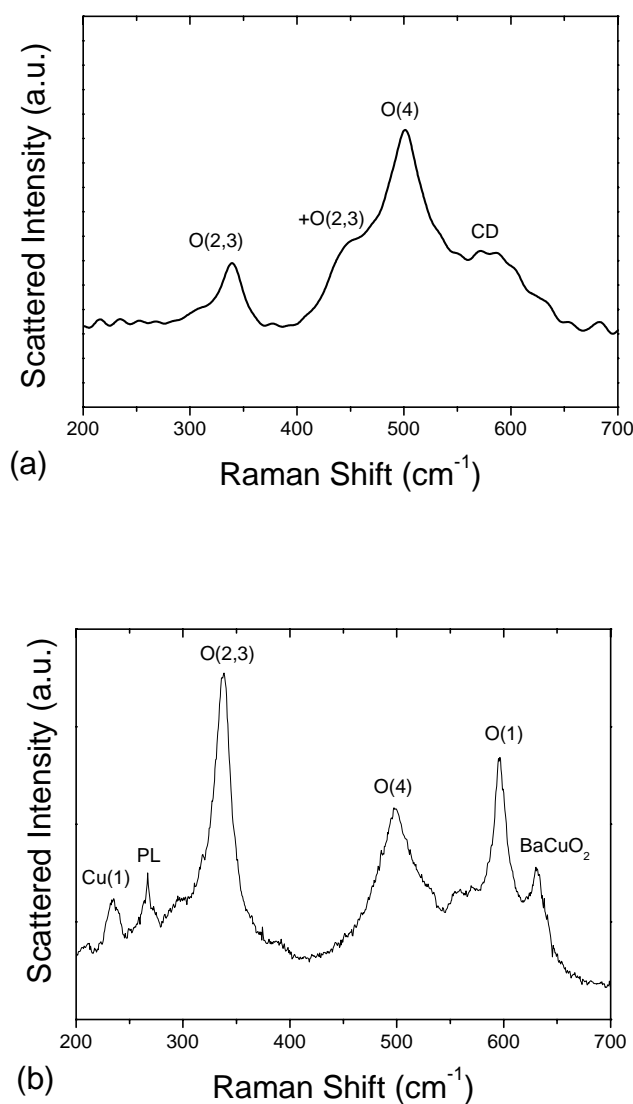 O(4)
+O(2,3)
O(2,3)
CD
Scattered Intensity (a.u.)
200 300 400 500 600 700
(a)
Raman Shift (cm⁻¹)
O(2,3)
O(1)
O(4)
BaCuO₂
PL
Cu(1)
Scattered Intensity (a.u.)
200 300 400 500 600 700
(b)
Raman Shift (cm⁻¹)